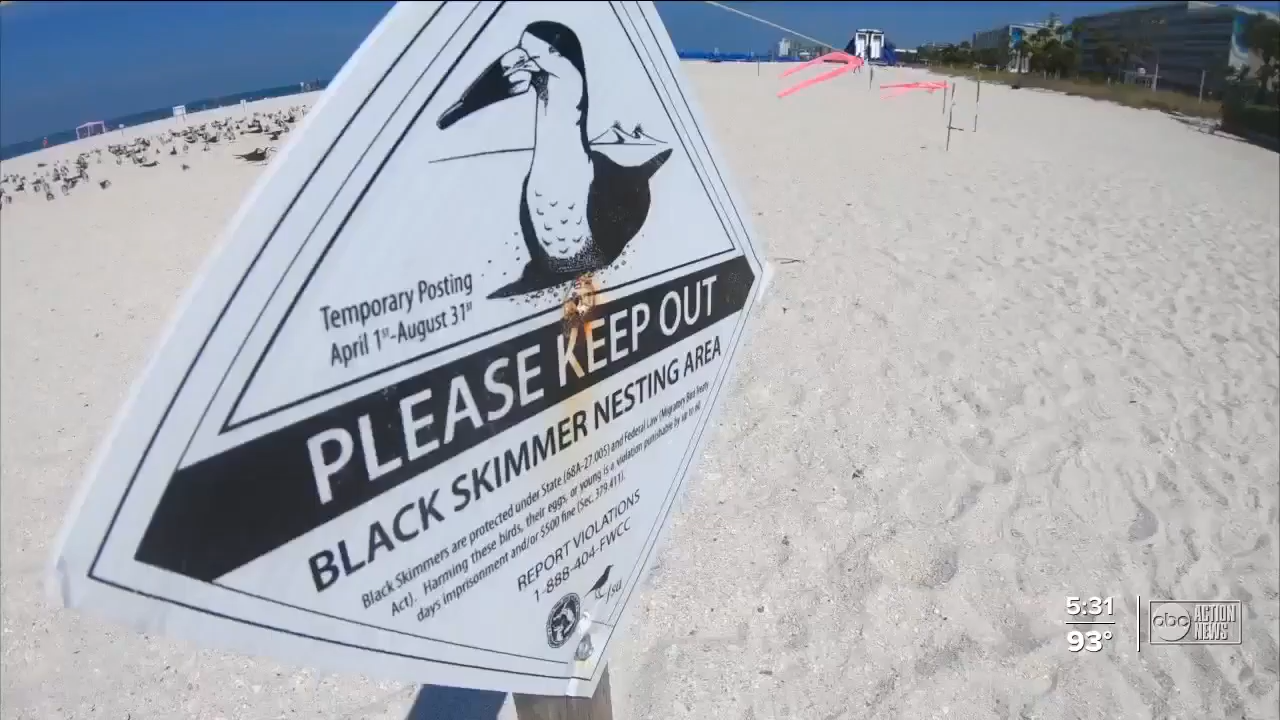 Temporary Posting
April 1st-August 31st
PLEASE KEEP OUT
BLACK SKIMMER NESTING AREA
Black Skimmers are protected under State (68A-27.005) and Federal Law (Migratory Bird Treaty
Act). Harming these birds, their eggs, or young is a violation punishable by up to 60
days imprisonment and/or $500 fine (Sec. 379.411).
REPORT VIOLATIONS
1-888-404-FWCC
5:31
93°
abc
ACTION
NEWS